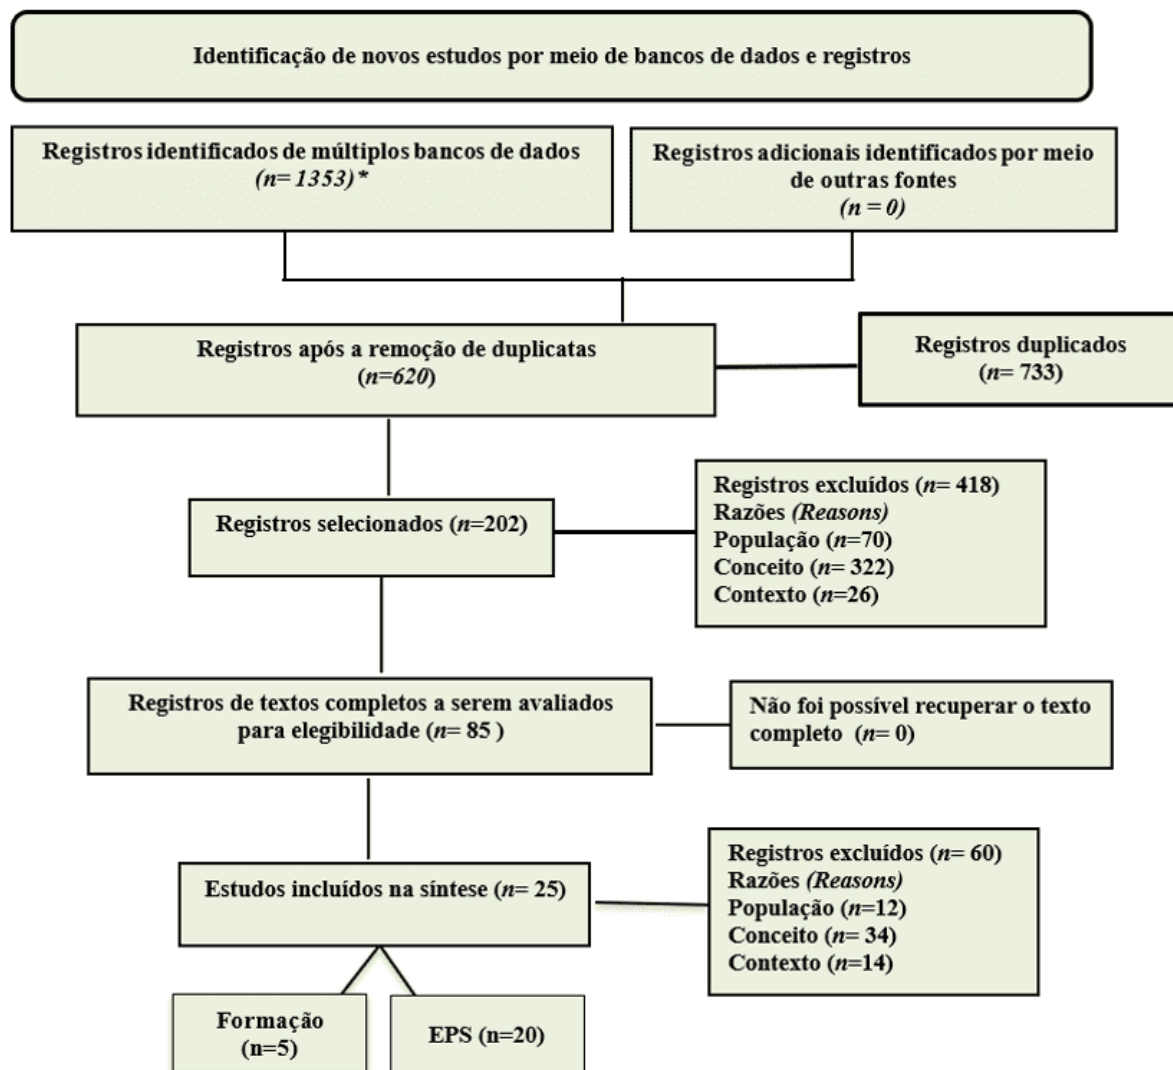 Identificação de novos estudos por meio de bancos de dados e registros
Registros identificados de múltiplos bancos de dados
(n= 1353)*
Registros adicionais identificados por meio
de outras fontes
(n = 0)
Registros após a remoção de duplicatas
(n=620)
Registros duplicados
(n= 733)
Registros selecionados (n=202)
Registros excluídos (n= 418)
Razões (Reasons)
População (n=70)
Conceito (n= 322)
Contexto (n=26)
Registros de textos completos a serem avaliados
para elegibilidade (n= 85 )
Não foi possível recuperar o texto
completo (n= 0)
Estudos incluídos na síntese (n= 25)
Registros excluídos (n= 60)
Razões (Reasons)
População (n=12)
Conceito (n= 34)
Contexto (n=14)
Formação
(n=5)
EPS (n=20)